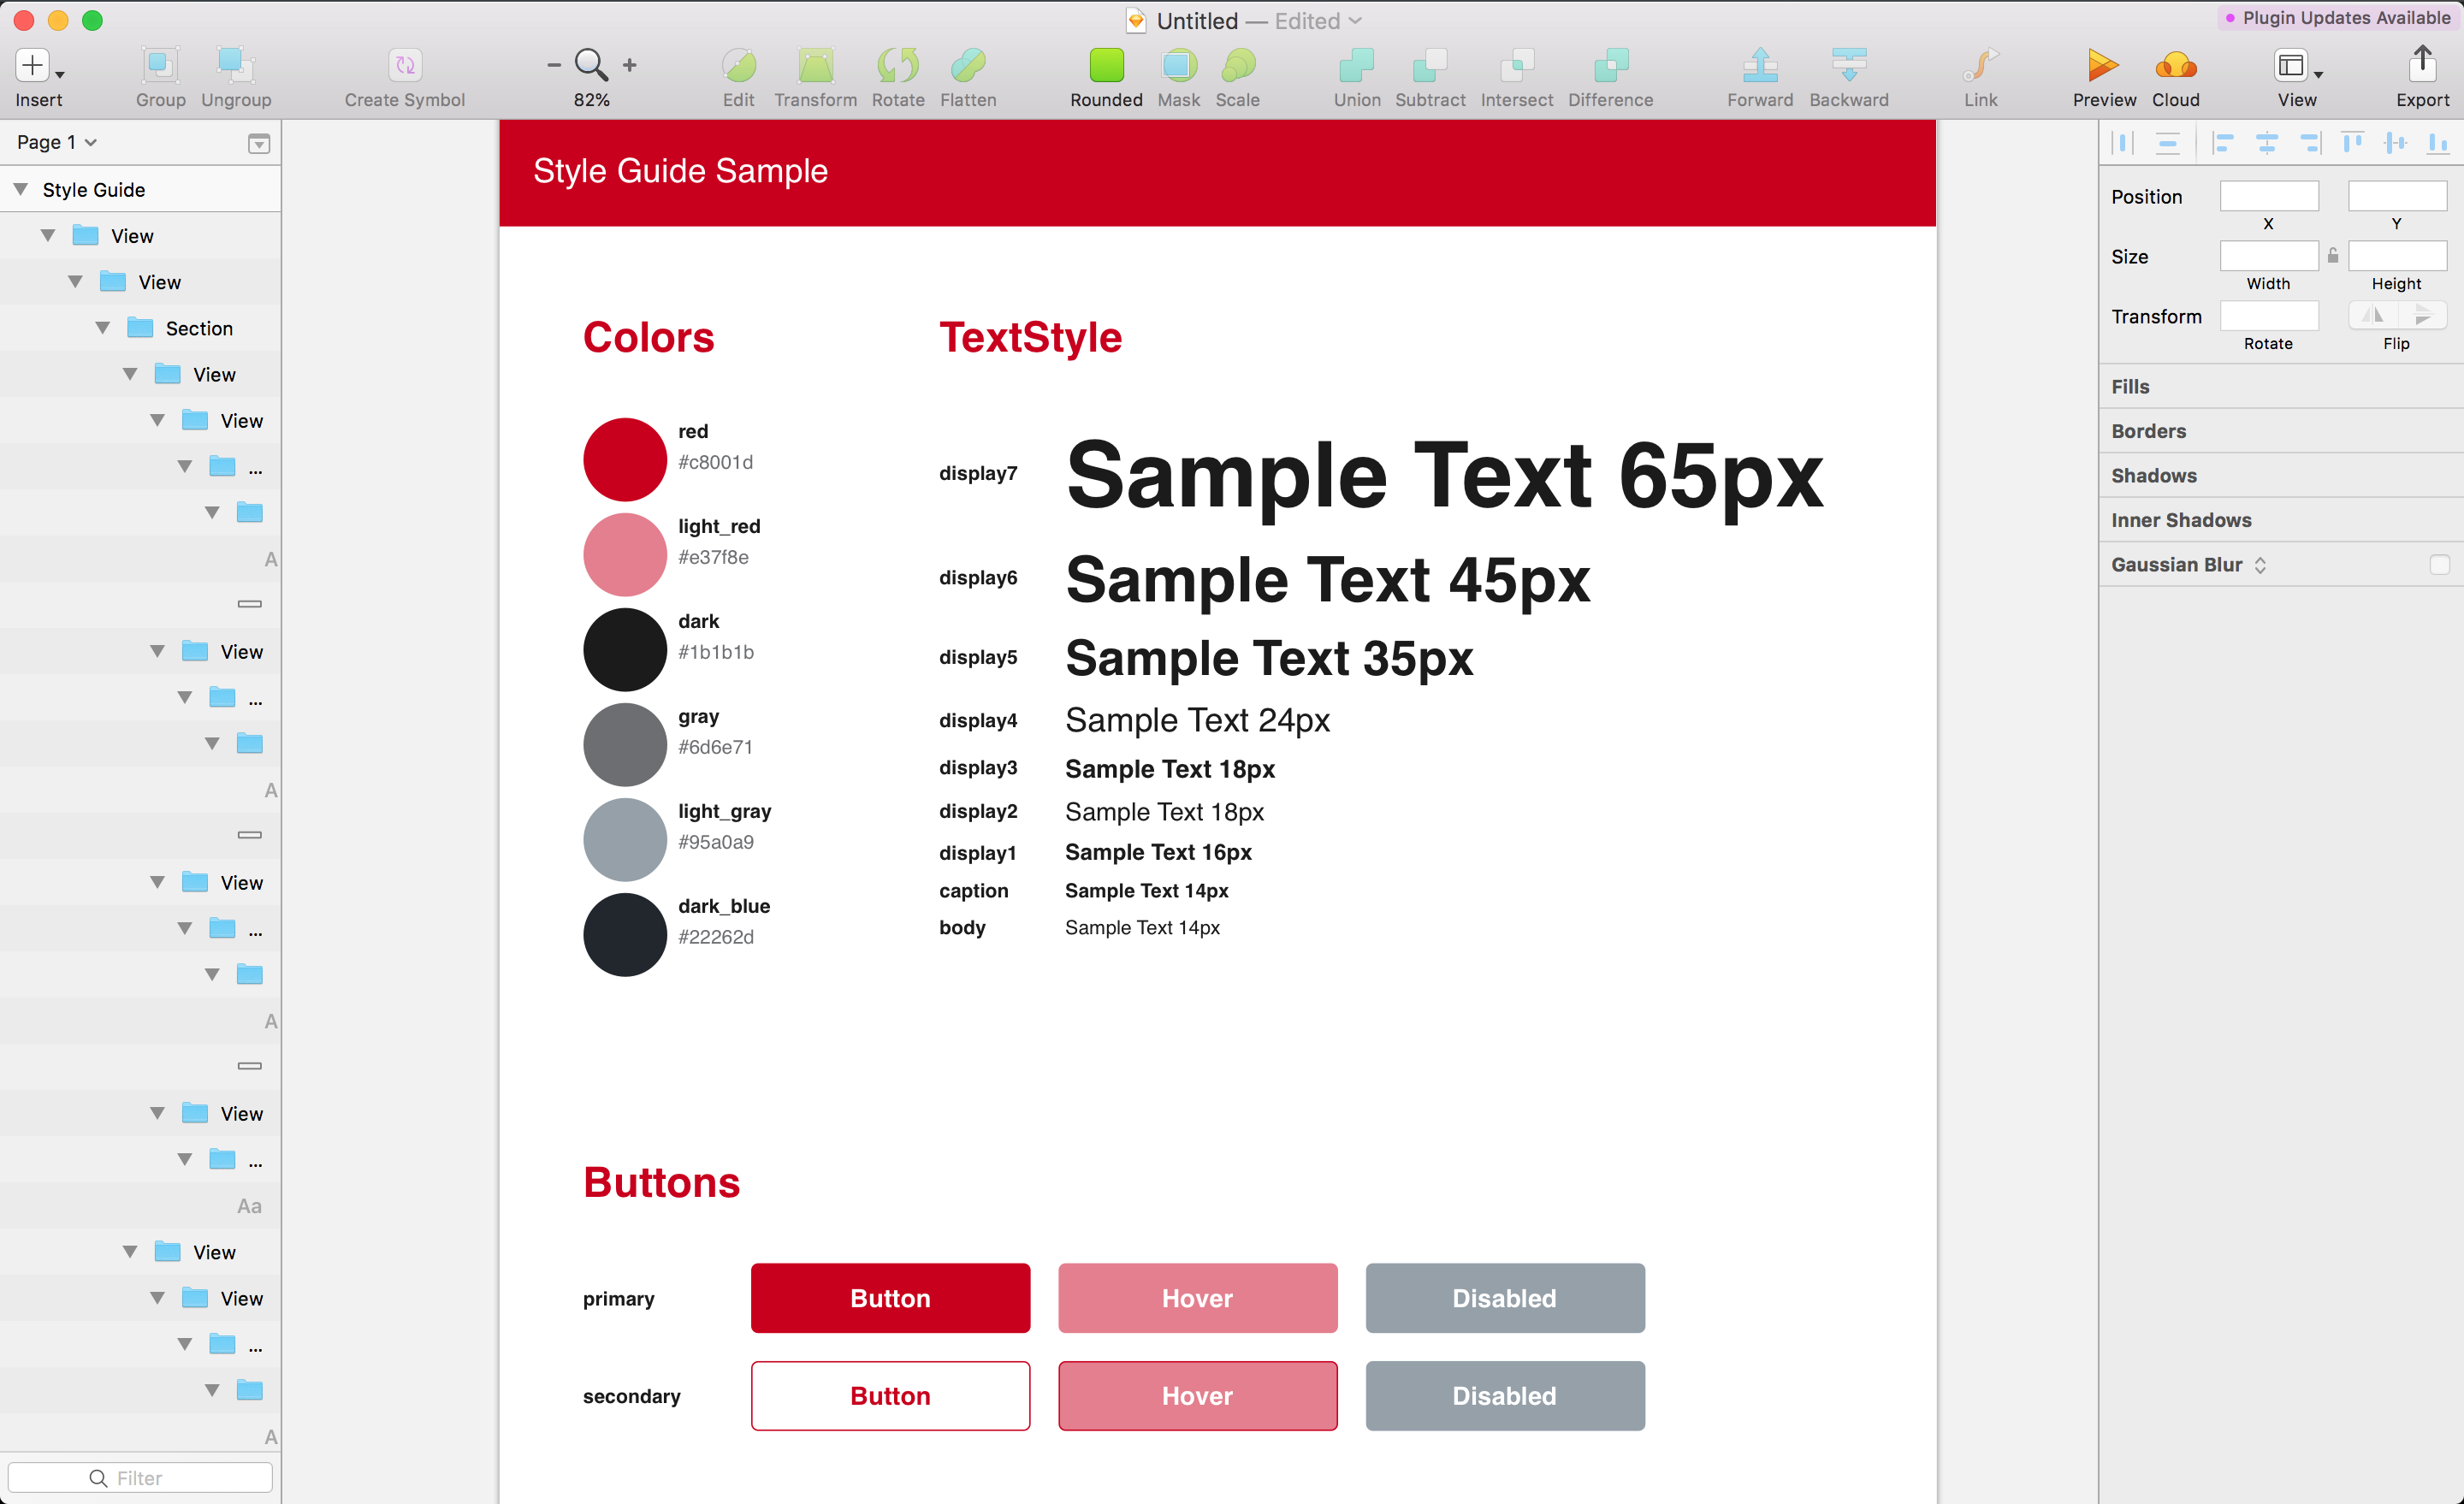 Untitled — Edited
Plugin Updates Available
Insert
Group
Ungroup
Create Symbol
82%
Edit
Transform
Rotate
Flatten
Rounded
Mask
Scale
Union
Subtract
Intersect
Difference
Forward
Backward
Link
Preview
Cloud
View
Export
Page 1
Style Guide
View
View
Section
View
View
...
A
View
...
A
View
...
A
View
...
Aa
View
View
...
A
Filter
Style Guide Sample
Colors
red
#c8001d
light_red
#e37f8e
dark
#1b1b1b
gray
#6d6e71
light_gray
#95a0a9
dark_blue
#22262d
TextStyle
display7 Sample Text 65px
display6 Sample Text 45px
display5 Sample Text 35px
display4 Sample Text 24px
display3 Sample Text 18px
display2 Sample Text 18px
display1 Sample Text 16px
caption Sample Text 14px
body Sample Text 14px
Buttons
primary Button Hover Disabled
secondary Button Hover Disabled
Position
X Y
Size
Width Height
Transform
Rotate Flip
Fills
Borders
Shadows
Inner Shadows
Gaussian Blur